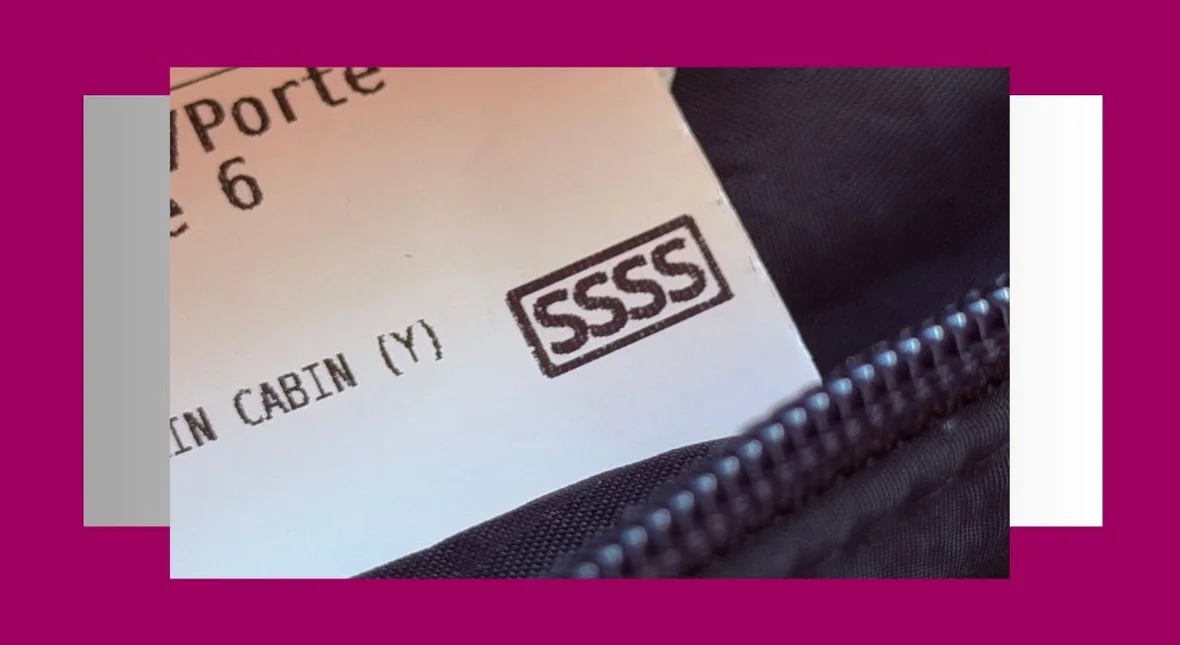 /Porte
e 6
SSSS
IN CABIN (Y)